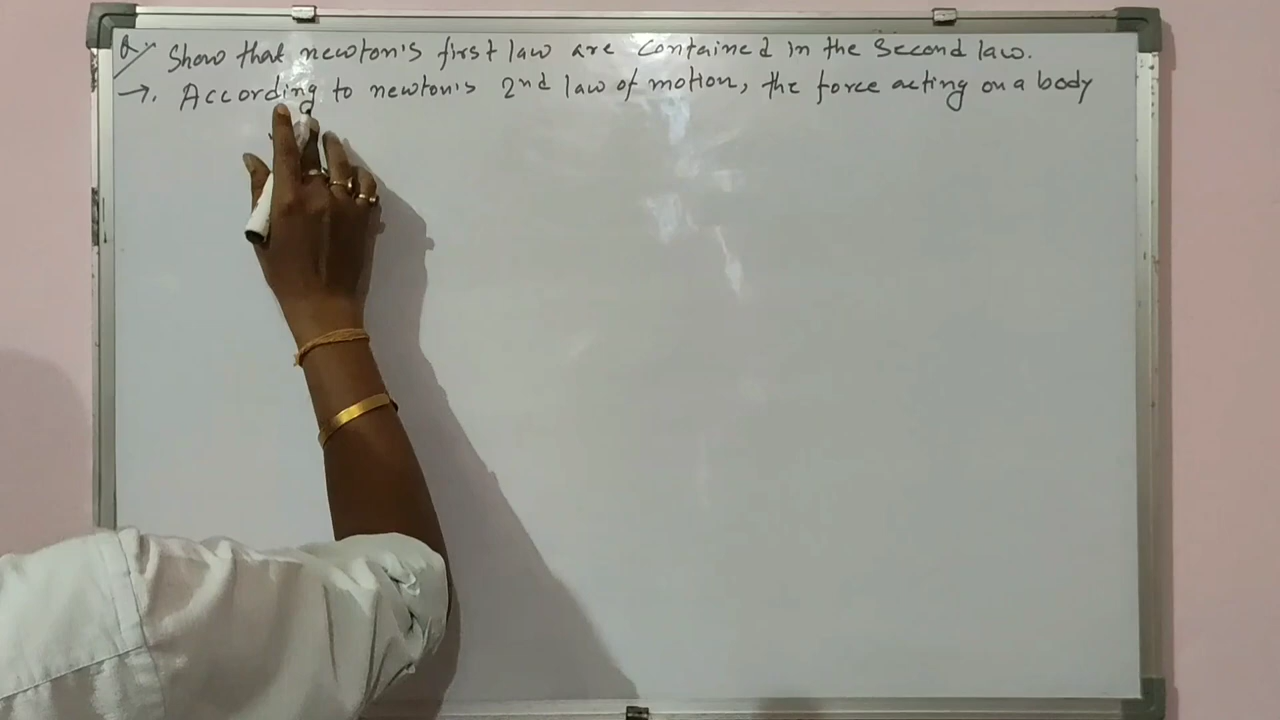 Q/ Show that newton's first law are contained in the second law.
→. According to newton's 2nd law of motion, the force acting on a body